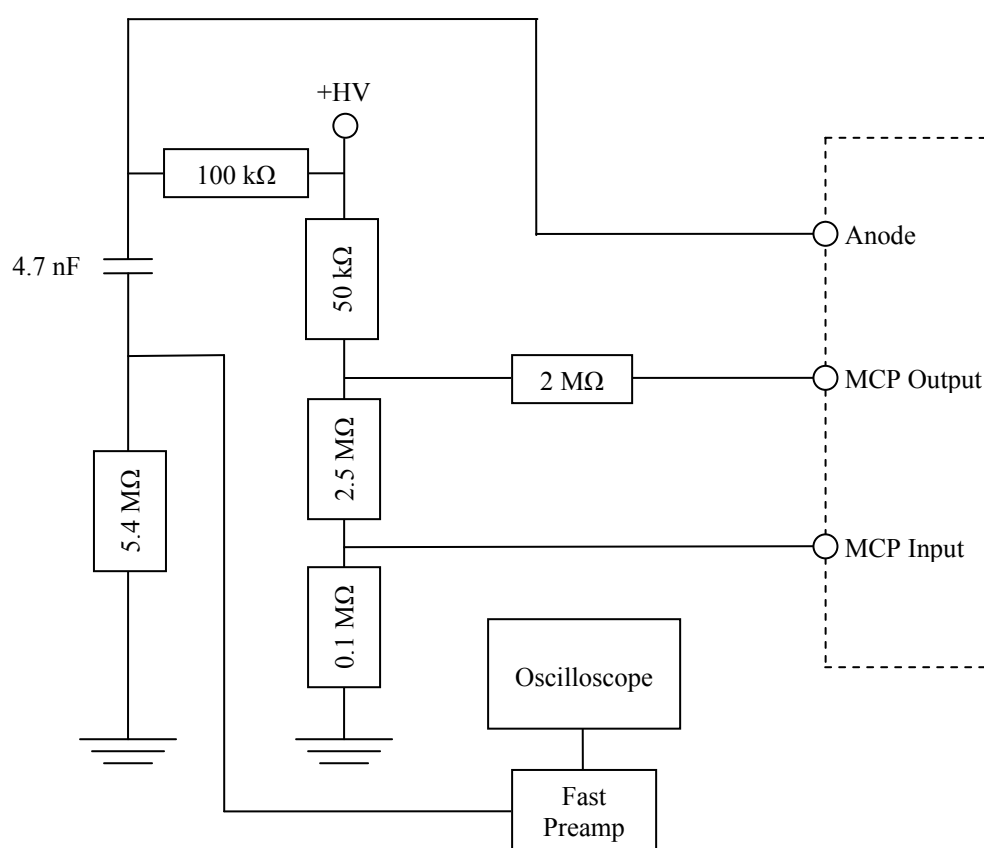 +HV
100 kΩ
4.7 nF
50 kΩ
Anode
2 MΩ
MCP Output
2.5 MΩ
5.4 MΩ
MCP Input
0.1 MΩ
Oscilloscope
Fast
Preamp